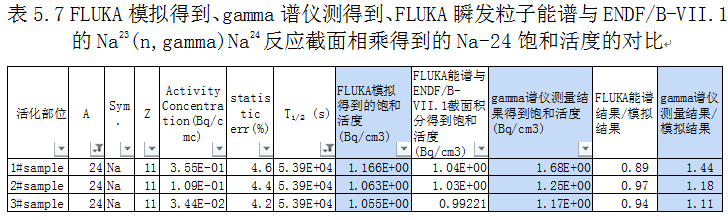 表 5.7 FLUKA 模拟得到、gamma 谱仪测得到、FLUKA 瞬发粒子能谱与 ENDF/B-VII.1
的 Na23(n,gamma)Na24 反应截面相乘得到的 Na-24 饱和活度的对比
活化部位 A Sym. Z Activity Concentration(Bq/cmc) statistic err(%) T1/2 (s) FLUKA模拟得到的饱和活度(Bq/cm3) FLUKA能谱与ENDF/B-VII.1截面积分得到饱和活度(Bq/cm3) gamma谱仪测量结果得到饱和活度(Bq/cm3) FLUKA能谱结果/模拟结果 gamma谱仪测量结果/模拟结果
1#sample 24 Na 11 3.55E-01 4.6 5.39E+04 1.166E+00 1.04E+00 1.68E+00 0.89 1.44
2#sample 24 Na 11 1.09E-01 4.4 5.39E+04 1.063E+00 1.03E+00 1.25E+00 0.97 1.18
3#sample 24 Na 11 3.44E-02 4.2 5.39E+04 1.055E+00 0.99221 1.17E+00 0.94 1.11